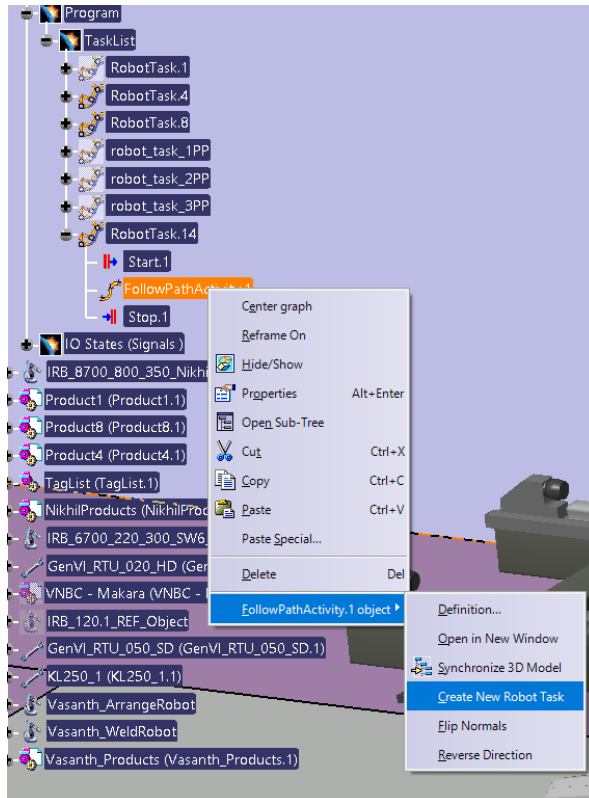 Program
TaskList
RobotTask.1
RobotTask.4
RobotTask.8
robot_task_1PP
robot_task_2PP
robot_task_3PP
RobotTask.14
Start.1
FollowPathActivity.1
Stop.1
IO States (Signals )
IRB_8700_800_350_Nikhi
Product1 (Product1.1)
Product8 (Product8.1)
Product4 (Product4.1)
TagList (TagList.1)
NikhilProducts (NikhilProd
IRB_6700_220_300_SW6_
GenVI_RTU_020_HD (Gen
VNBC - Makara (VNBC -
IRB_120.1_REF_Object
GenVI_RTU_050_SD (GenVI_RTU_050_SD.1)
KL250_1 (KL250_1.1)
Vasanth_ArrangeRobot
Vasanth_WeldRobot
Vasanth_Products (Vasanth_Products.1)
Center graph
Reframe On
Hide/Show
Properties Alt+Enter
Open Sub-Tree
Cut Ctrl+X
Copy Ctrl+C
Paste Ctrl+V
Paste Special...
Delete Del
FollowPathActivity.1 object
Definition...
Open in New Window
Synchronize 3D Model
Create New Robot Task
Flip Normals
Reverse Direction